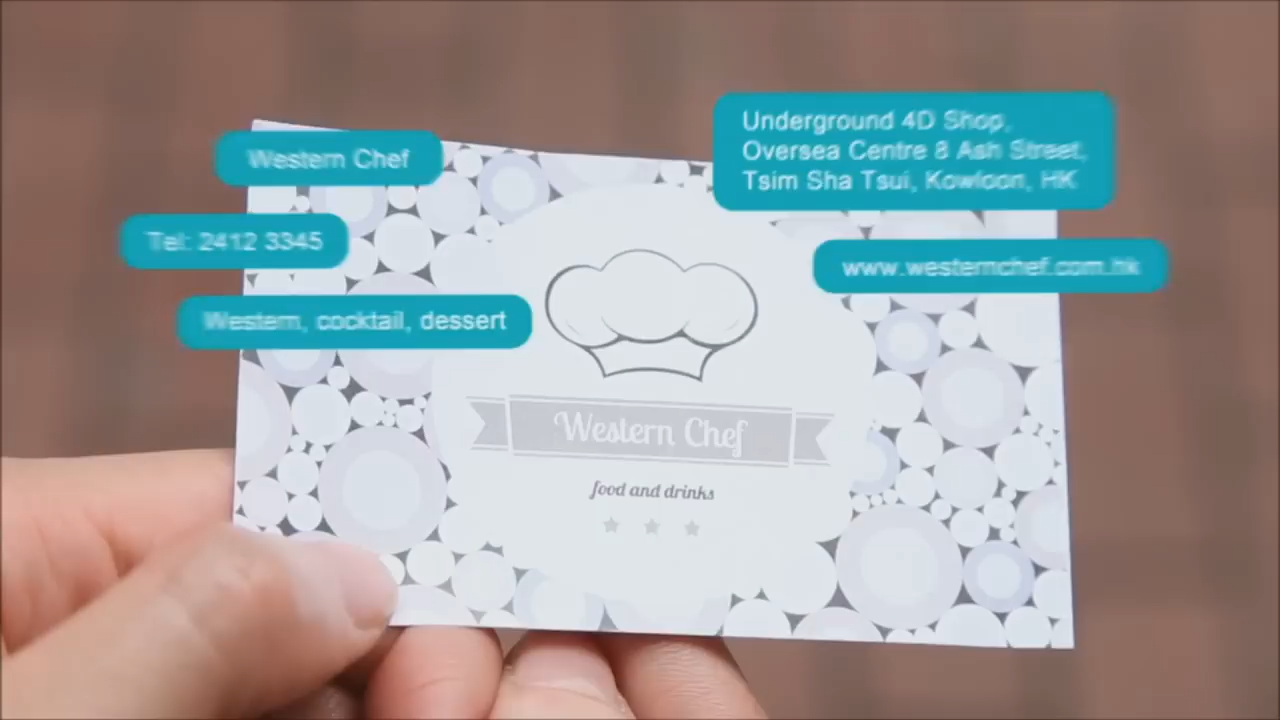 Western Chef
Tel: 2412 3345
Western, cocktail, dessert
Underground 4D Shop,
Oversea Centre 8 Ash Street,
Tsim Sha Tsui, Kowloon, HK
www.westernchef.com.hk
Western Chef
food and drinks